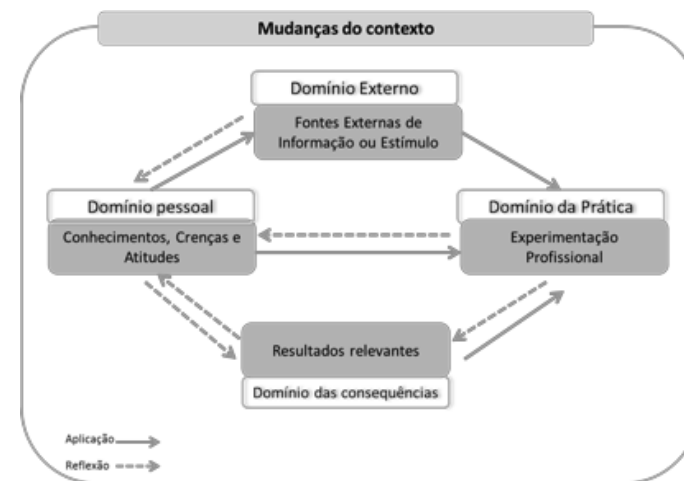 Mudanças do contexto
Domínio Externo
Fontes Externas de
Informação ou Estímulo
Domínio pessoal
Conhecimentos, Crenças e
Atitudes
Domínio da Prática
Experimentação
Profissional
Resultados relevantes
Domínio das consequências
Aplicação
Reflexão